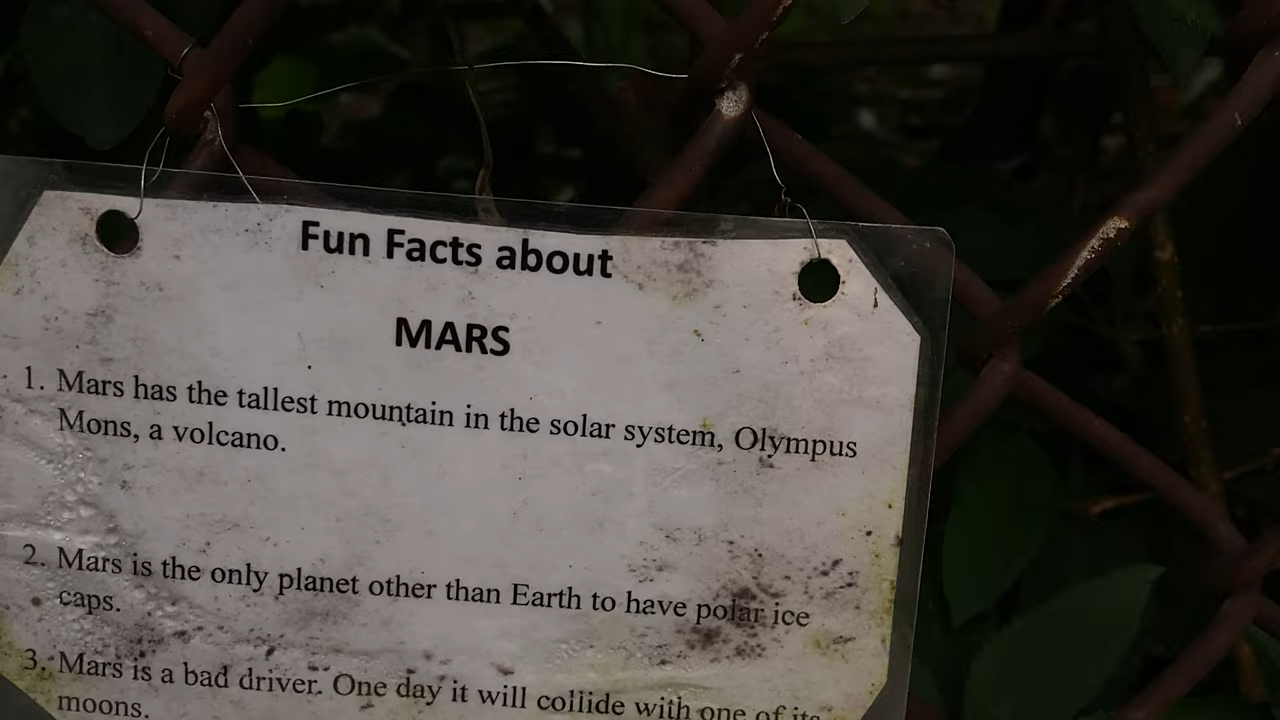 Fun Facts about
MARS
1. Mars has the tallest mountain in the solar system, Olympus
Mons, a volcano.
2. Mars is the only planet other than Earth to have polar ice
caps.
3. Mars is a bad driver. One day it will collide with one of its
moons.